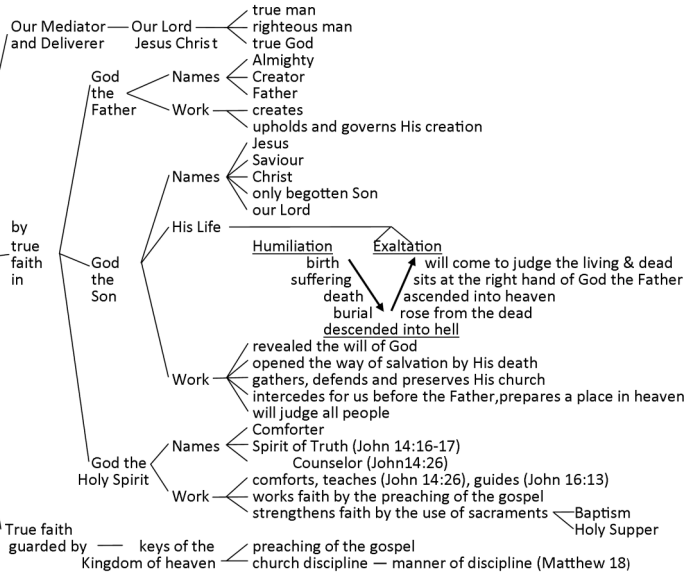 Our Mediator Our Lord true man
and Deliverer Jesus Christ righteous man
true God
God the Father
Names
Almighty
Creator
Father
Work
creates
upholds and governs His creation
by
true
faith
in
God
the
Son
Names
Jesus
Saviour
Christ
only begotten Son
our Lord
His Life
Humiliation
birth
suffering
death
burial
descended into hell
Exaltation
will come to judge the living & dead
sits at the right hand of God the Father
ascended into heaven
rose from the dead
Work
revealed the will of God
opened the way of salvation by His death
gathers, defends and preserves His church
intercedes for us before the Father,prepares a place in heaven
will judge all people
God the
Holy Spirit
Names
Comforter
Spirit of Truth (John 14:16-17)
Counselor (John14:26)
Work
comforts, teaches (John 14:26), guides (John 16:13)
works faith by the preaching of the gospel
strengthens faith by the use of sacraments
Baptism
Holy Supper
True faith
guarded by
keys of the
Kingdom of heaven
preaching of the gospel
church discipline — manner of discipline (Matthew 18)